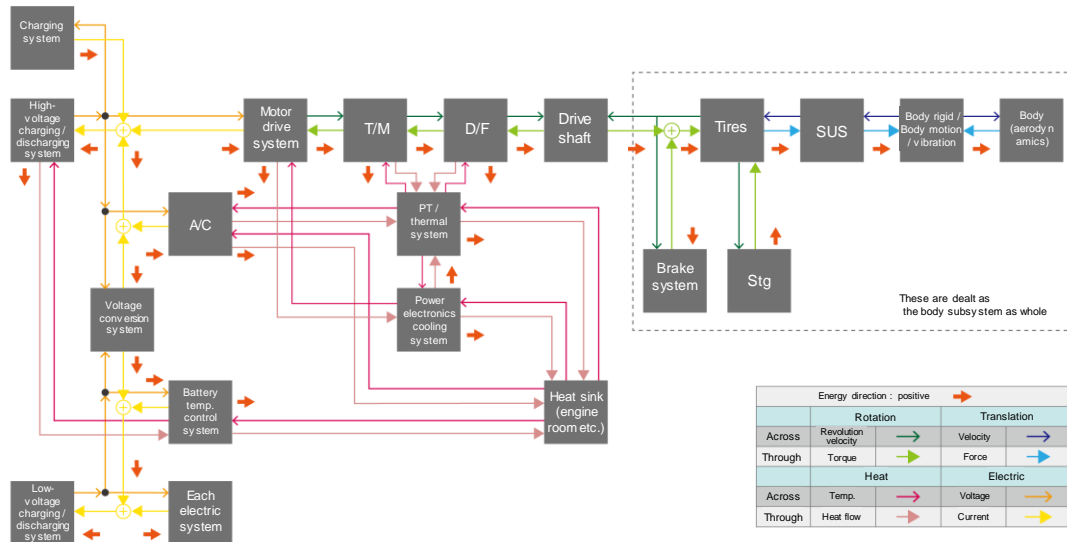 Charging
system
High-
voltage
charging /
discharging
system
Motor
drive
system
T/M
D/F
Drive
shaft
Tires
SUS
Body rigid /
Body motion
/ vibration
Body
(aerodyn
amics)
A/C
PT /
thermal
system
Brake
system
Stg
Voltage
conversion
system
Power
electronics
cooling
system
These are dealt as
the body subsystem as whole
Battery
temp.
control
system
Heat sink
(engine
room etc.)
Low-
voltage
charging /
discharging
system
Each
electric
system
Energy direction : positive
Rotation Translation
Across Revolution velocity Velocity
Through Torque Force
Heat Electric
Across Temp. Voltage
Through Heat flow Current